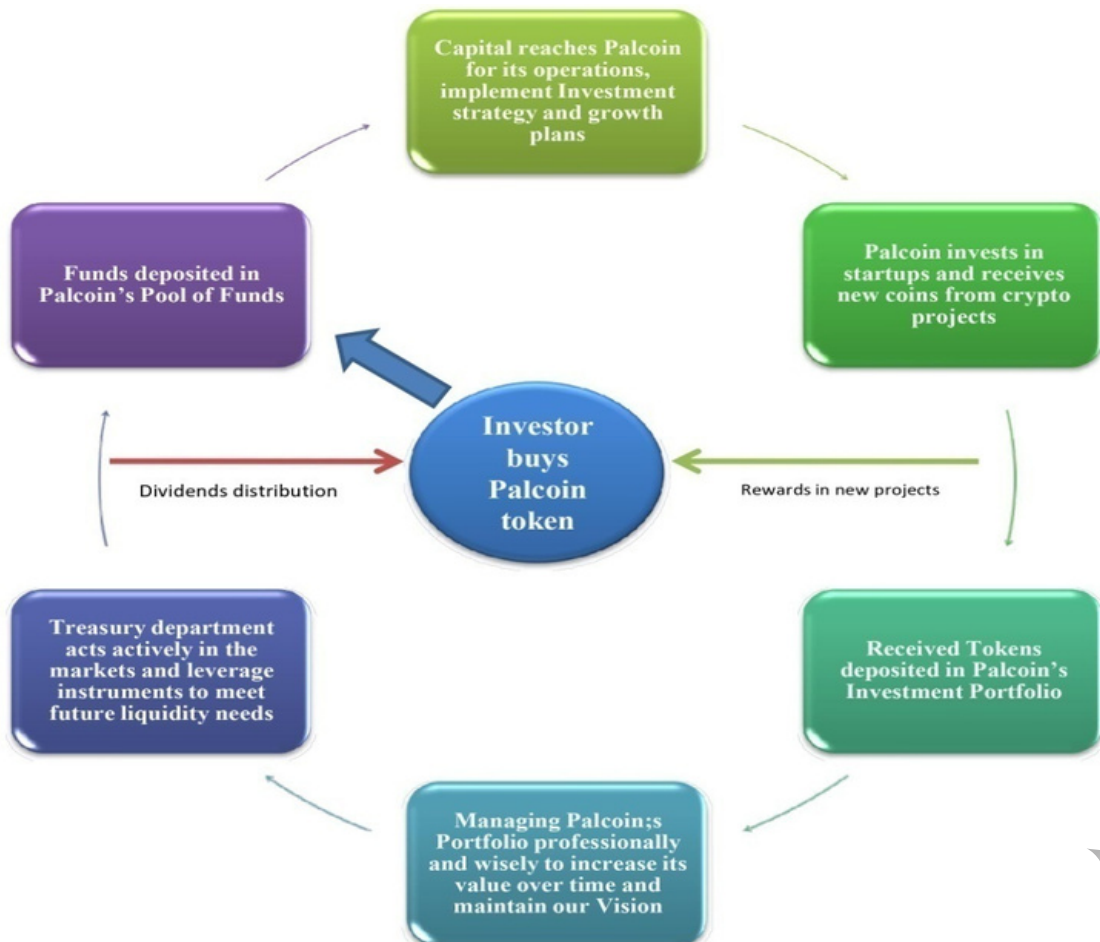 Capital reaches Palcoin
for its operations,
implement Investment
strategy and growth
plans
Funds deposited in
Palcoin's Pool of Funds
Palcoin invests in
startups and receives
new coins from crypto
projects
Investor
buys
Palcoin
token
Dividends distribution
Rewards in new projects
Treasury department
acts actively in the
markets and leverage
instruments to meet
future liquidity needs
Received Tokens
deposited in Palcoin's
Investment Portfolio
Managing Palcoin;s
Portfolio professionally
and wisely to increase its
value over time and
maintain our Vision